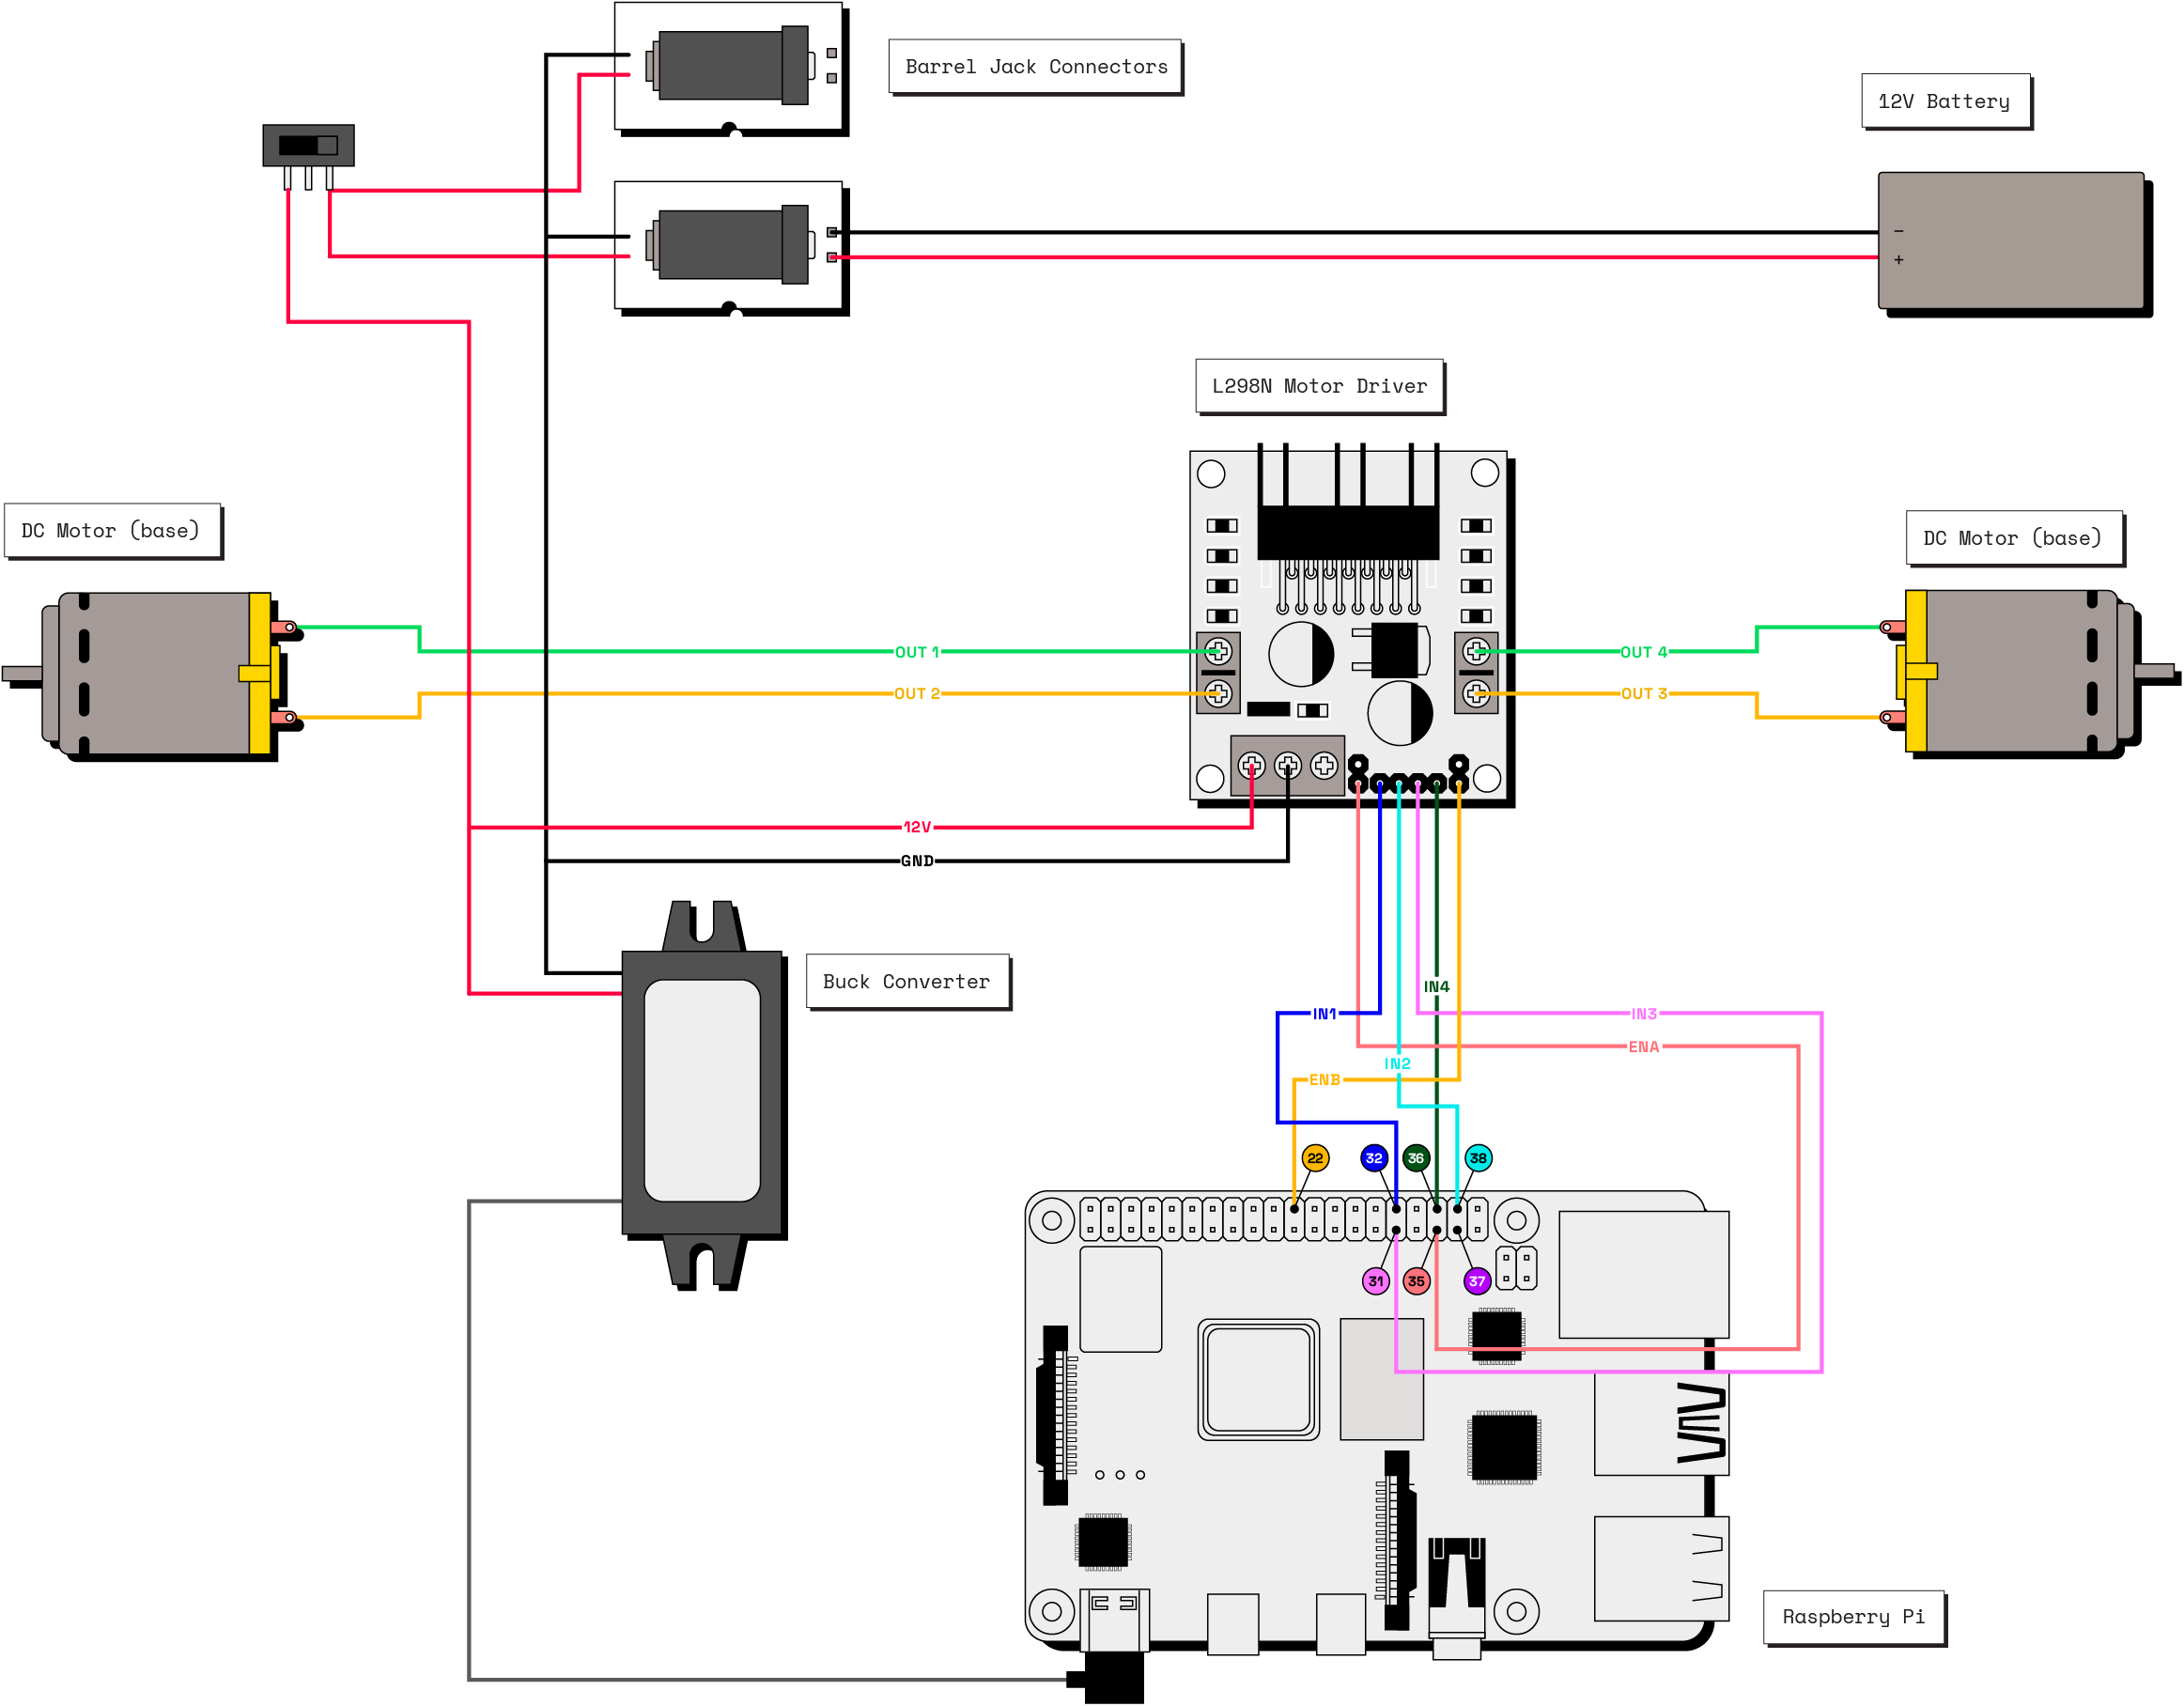 Barrel Jack Connectors
12V Battery
−
+
L298N Motor Driver
DC Motor (base)
DC Motor (base)
OUT 1
OUT 4
OUT 2
OUT 3
12V
GND
Buck Converter
IN4
IN1
IN3
ENA
IN2
ENB
22
32
36
38
31
35
37
Raspberry Pi